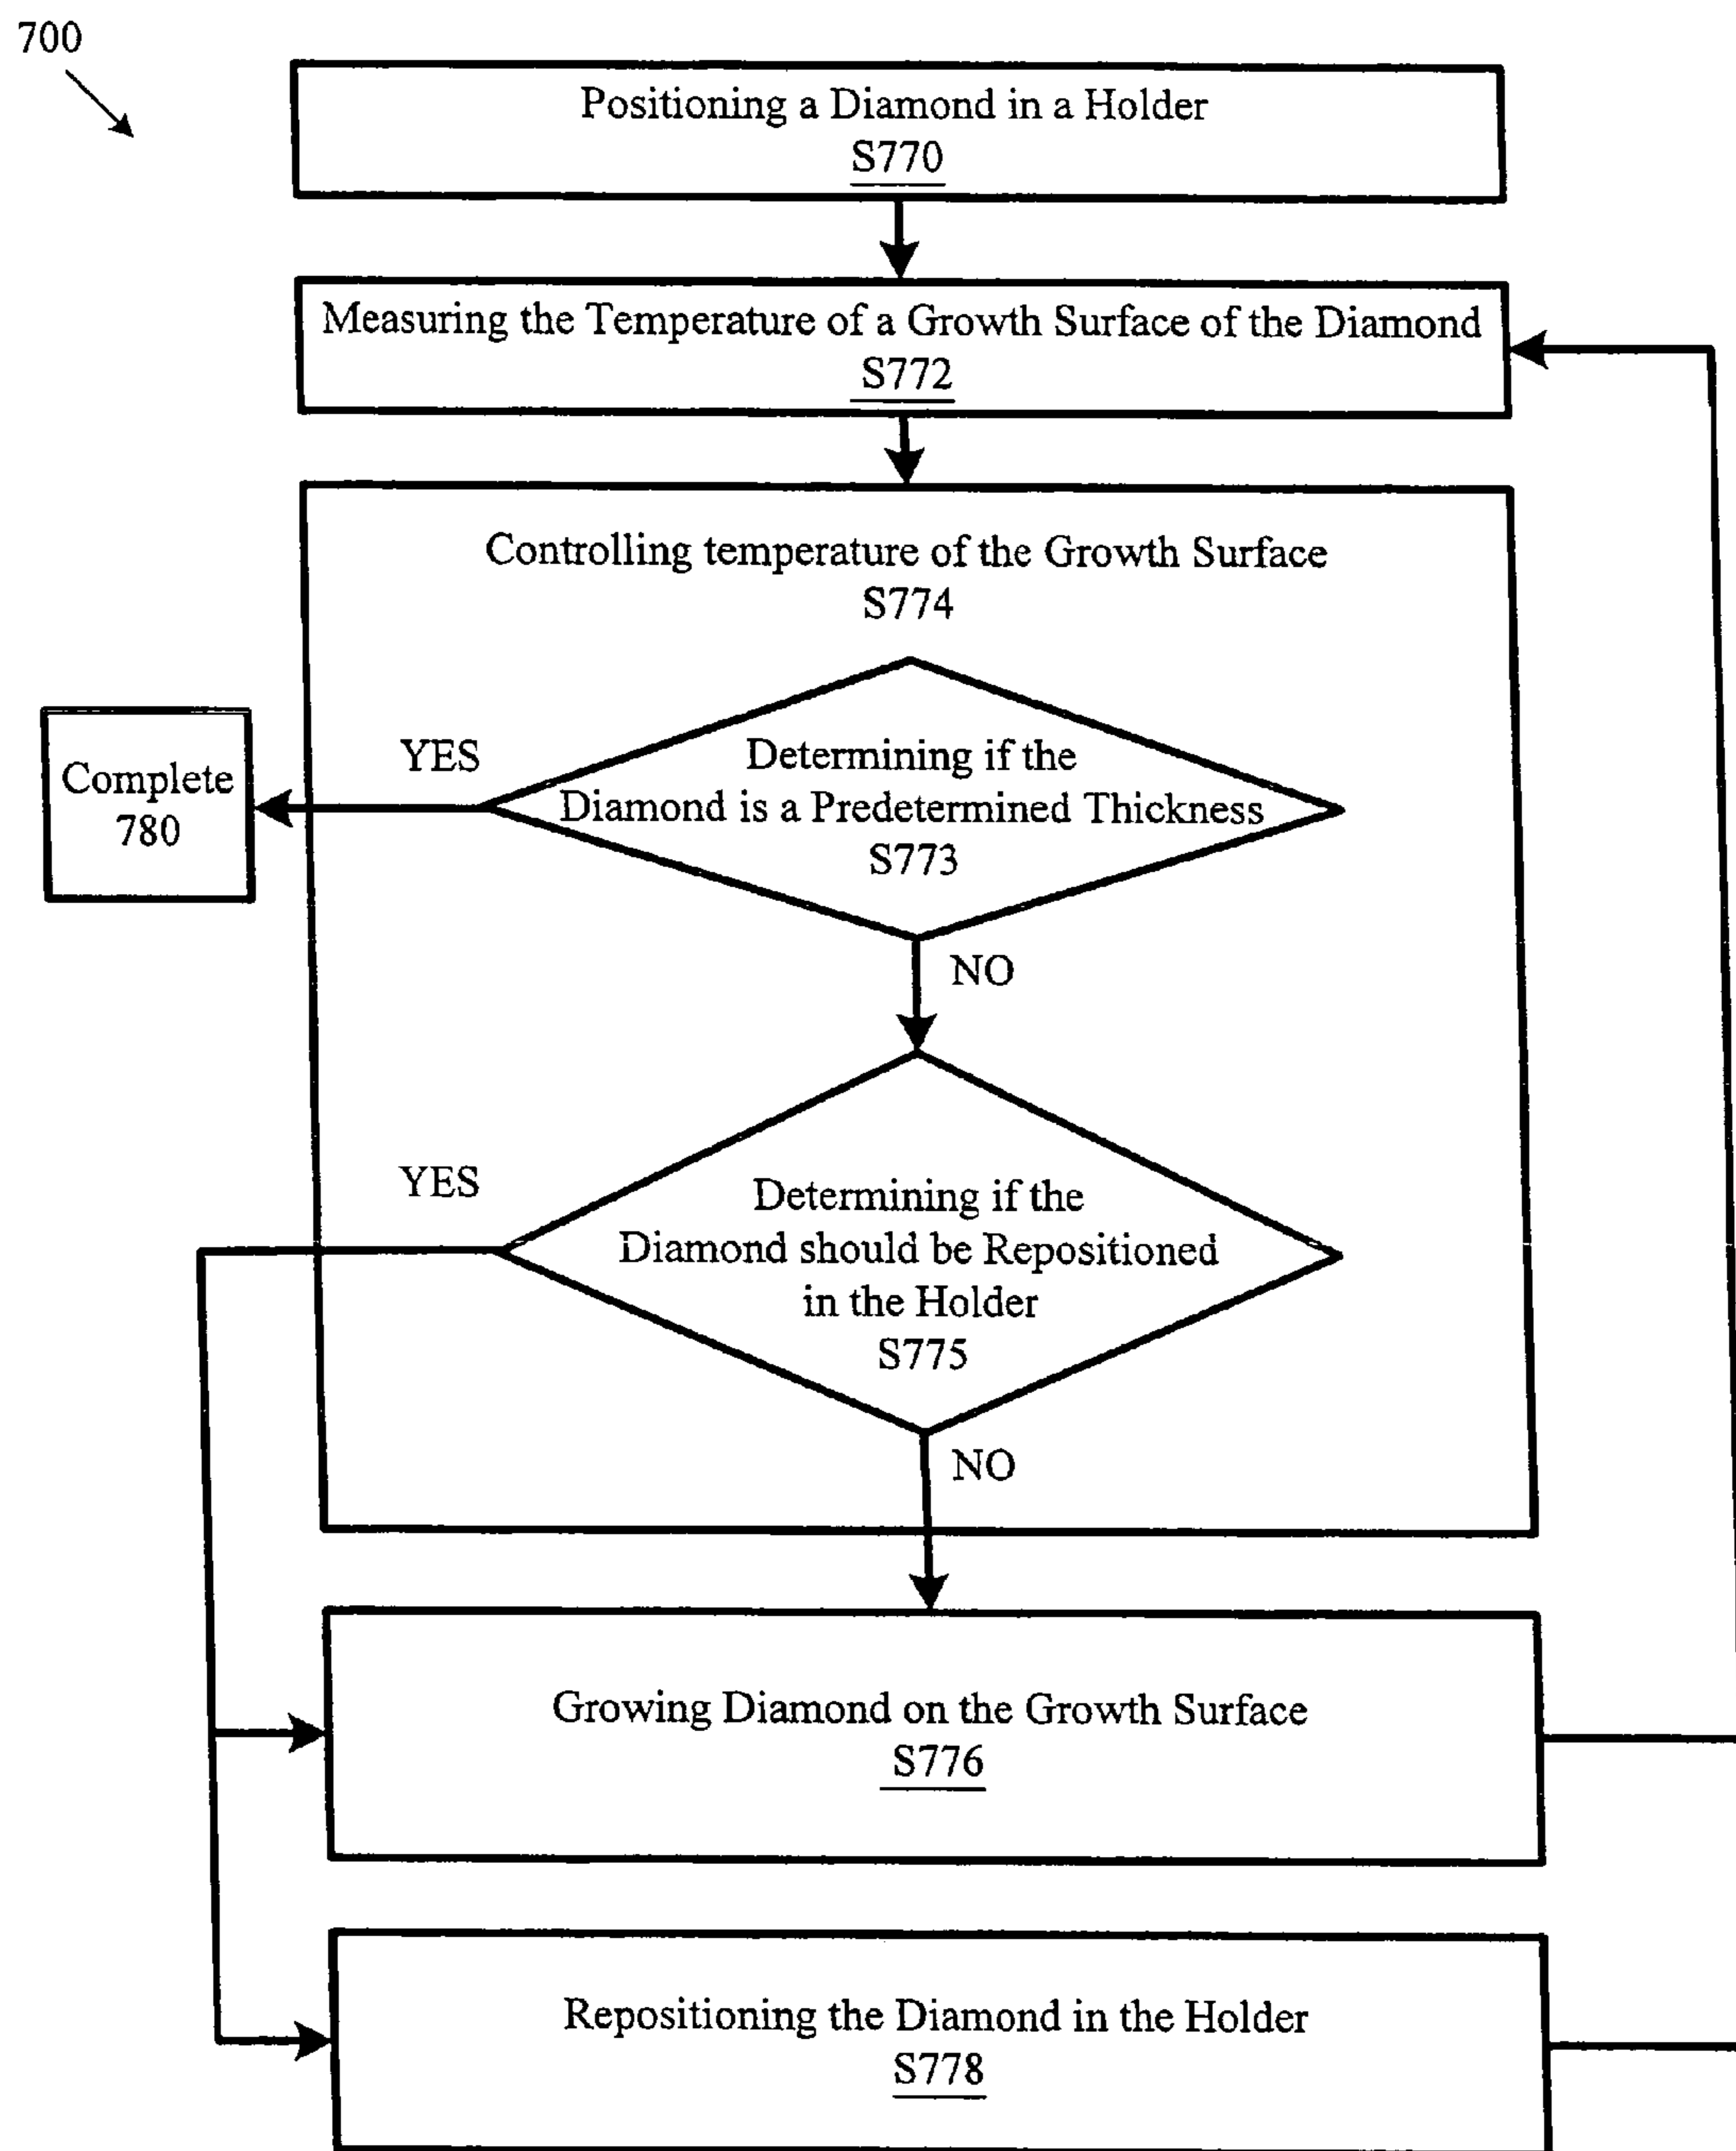 700
Positioning a Diamond in a Holder
S770
Measuring the Temperature of a Growth Surface of the Diamond
S772
Controlling temperature of the Growth Surface
S774
YES
Determining if the
Diamond is a Predetermined Thickness
S773
Complete
780
NO
YES
Determining if the
Diamond should be Repositioned
in the Holder
S775
NO
Growing Diamond on the Growth Surface
S776
Repositioning the Diamond in the Holder
S778